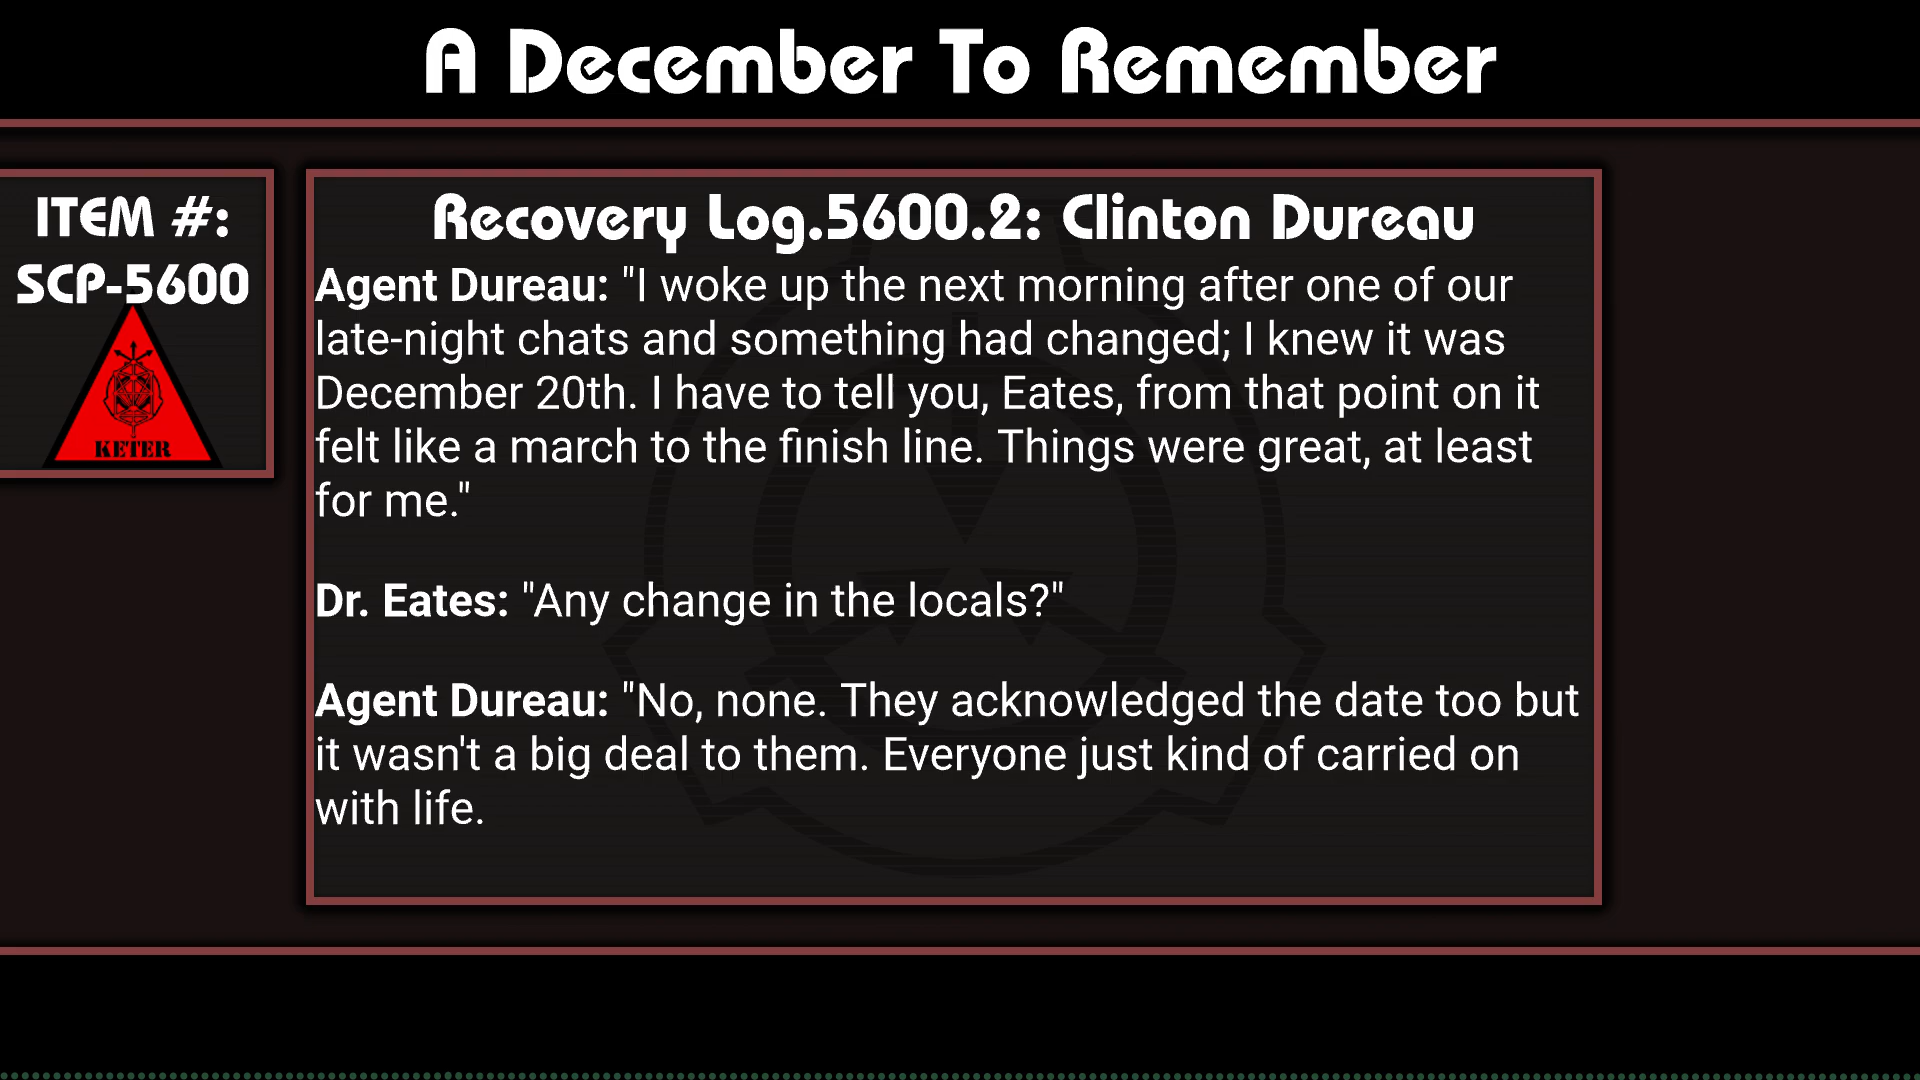 A December To Remember
ITEM #:
SCP-5600
KETER
Recovery Log.5600.2: Clinton Dureau
Agent Dureau: "I woke up the next morning after one of our
late-night chats and something had changed; I knew it was
December 20th. I have to tell you, Eates, from that point on it
felt like a march to the finish line. Things were great, at least
for me."
Dr. Eates: "Any change in the locals?"
Agent Dureau: "No, none. They acknowledged the date too but
it wasn't a big deal to them. Everyone just kind of carried on
with life.